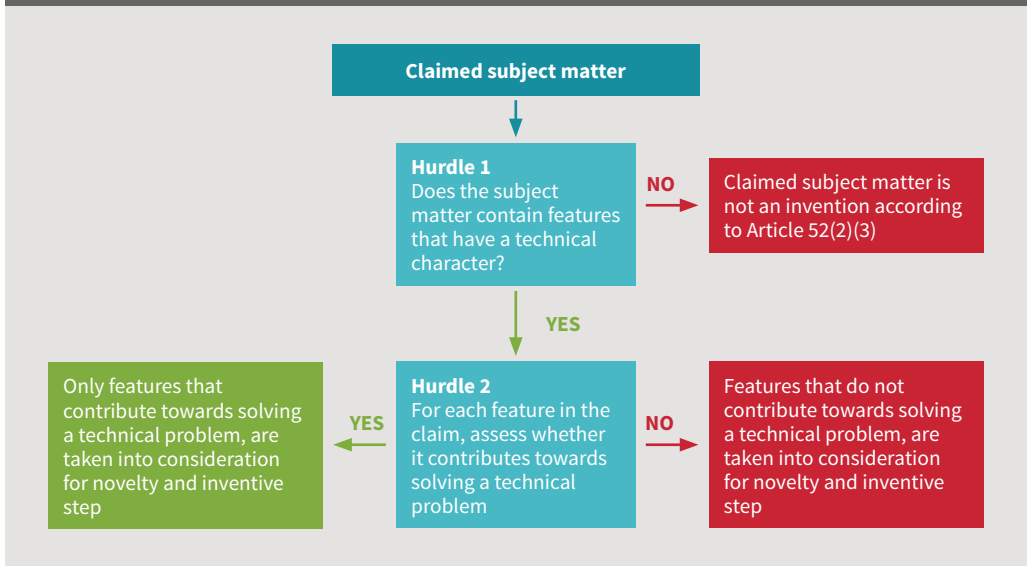 Claimed subject matter
Hurdle 1
Does the subject
matter contain features
that have a technical
character?
NO
Claimed subject matter is
not an invention according
to Article 52(2)(3)
YES
Only features that
contribute towards solving
a technical problem, are
taken into consideration
for novelty and inventive
step
YES
Hurdle 2
For each feature in the
claim, assess whether
it contributes towards
solving a technical
problem
NO
Features that do not
contribute towards solving
a technical problem, are
taken into consideration
for novelty and inventive
step